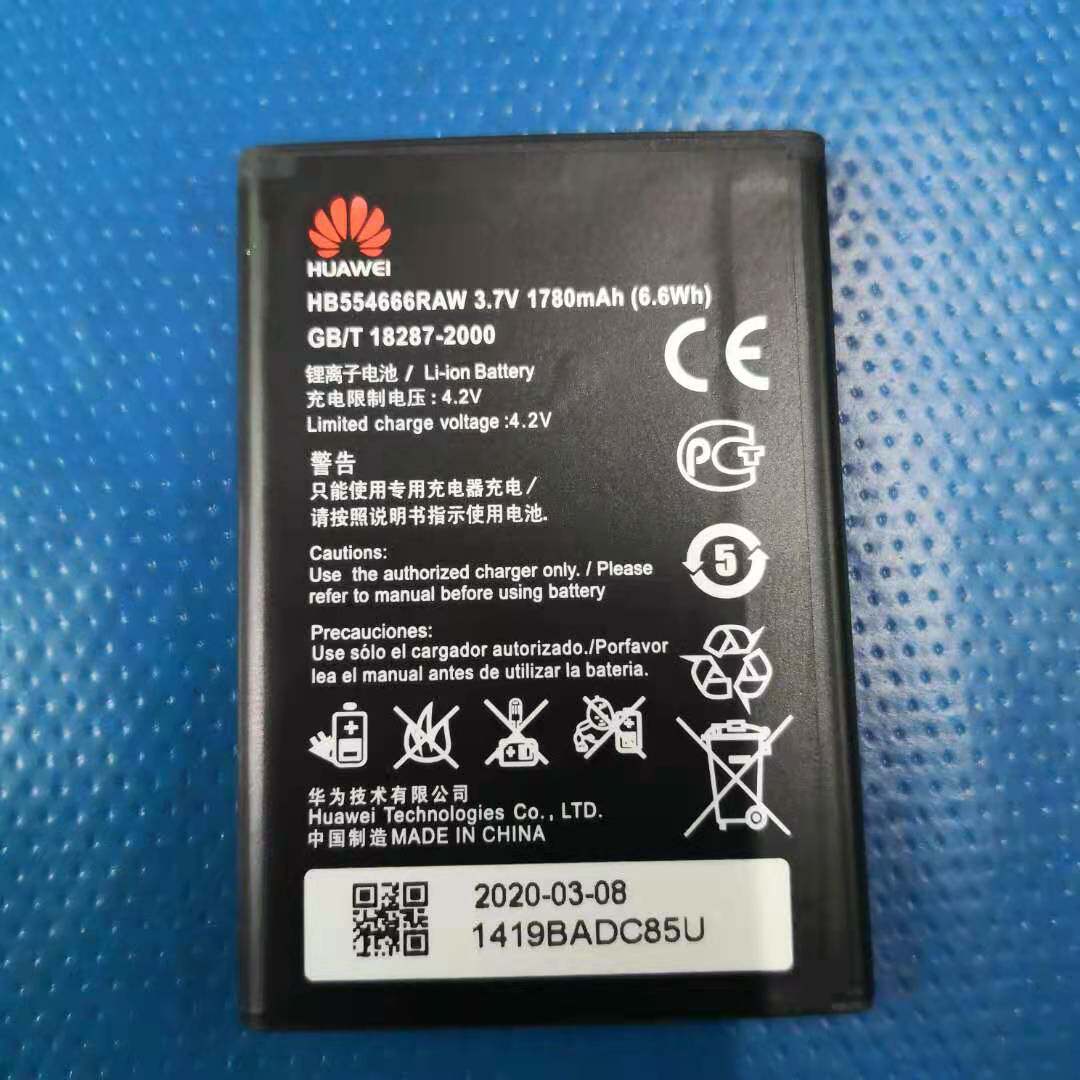 HUAWEI
HB554666RAW 3.7V 1780mAh (6.6Wh)
GB/T 18287-2000
锂离子电池 / Li-ion Battery
充电限制电压 : 4.2V
Limited charge voltage :4.2V
警告
只能使用专用充电器充电/
请按照说明书指示使用电池.
Cautions:
Use the authorized charger only. / Please
refer to manual before using battery
Precauciones:
Use sólo el cargador autorizado./Porfavor
lea el manual antes de utilizar la bateria.
华为技术有限公司
Huawei Technologies Co., LTD.
中国制造 MADE IN CHINA
CE
PCT
5
2020-03-08
1419BADC85U